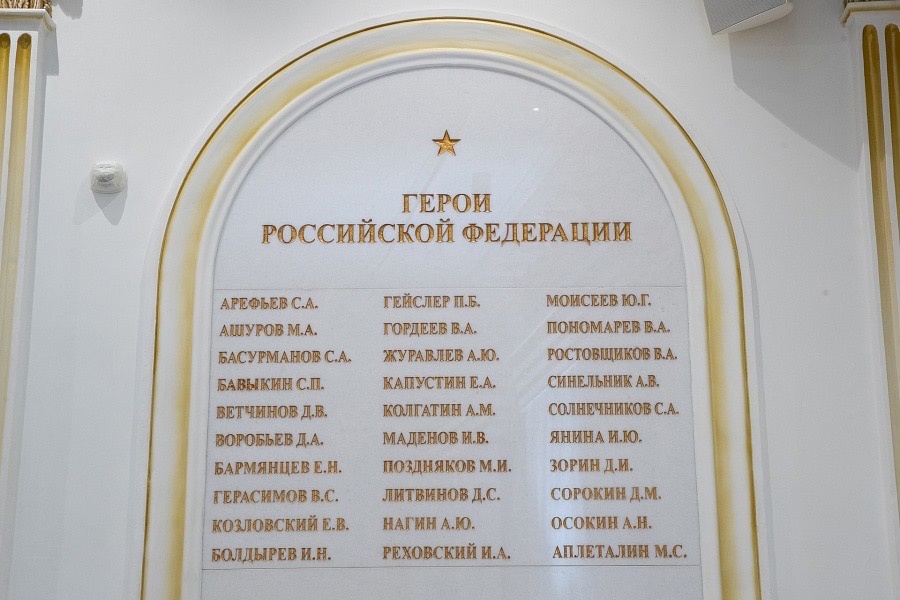 ГЕРОИ
РОССИЙСКОЙ ФЕДЕРАЦИИ
АРЕФЬЕВ С.А.
АШУРОВ М.А.
БАСУРМАНОВ С.А.
БАВЫКИН С.П.
ВЕТЧИНОВ Д.В.
ВОРОБЬЕВ Д.А.
БАРМЯНЦЕВ Е.Н.
ГЕРАСИМОВ В.С.
КОЗЛОВСКИЙ Е.В.
БОЛДЫРЕВ И.Н.
ГЕЙСЛЕР П.Б.
ГОРДЕЕВ В.А.
ЖУРАВЛЕВ А.Ю.
КАПУСТИН Е.А.
КОЛГАТИН А.М.
МАДЕНОВ И.В.
ПОЗДНЯКОВ М.И.
ЛИТВИНОВ Д.С.
НАГИН А.Ю.
РЕХОВСКИЙ И.А.
МОИСЕЕВ Ю.Г.
ПОНОМАРЕВ В.А.
РОСТОВЩИКОВ В.А.
СИНЕЛЬНИК А.В.
СОЛНЕЧНИКОВ С.А.
ЯНИНА И.Ю.
ЗОРИН Д.И.
СОРОКИН Д.М.
ОСОКИН А.Н.
АПЛЕТАЛИН М.С.